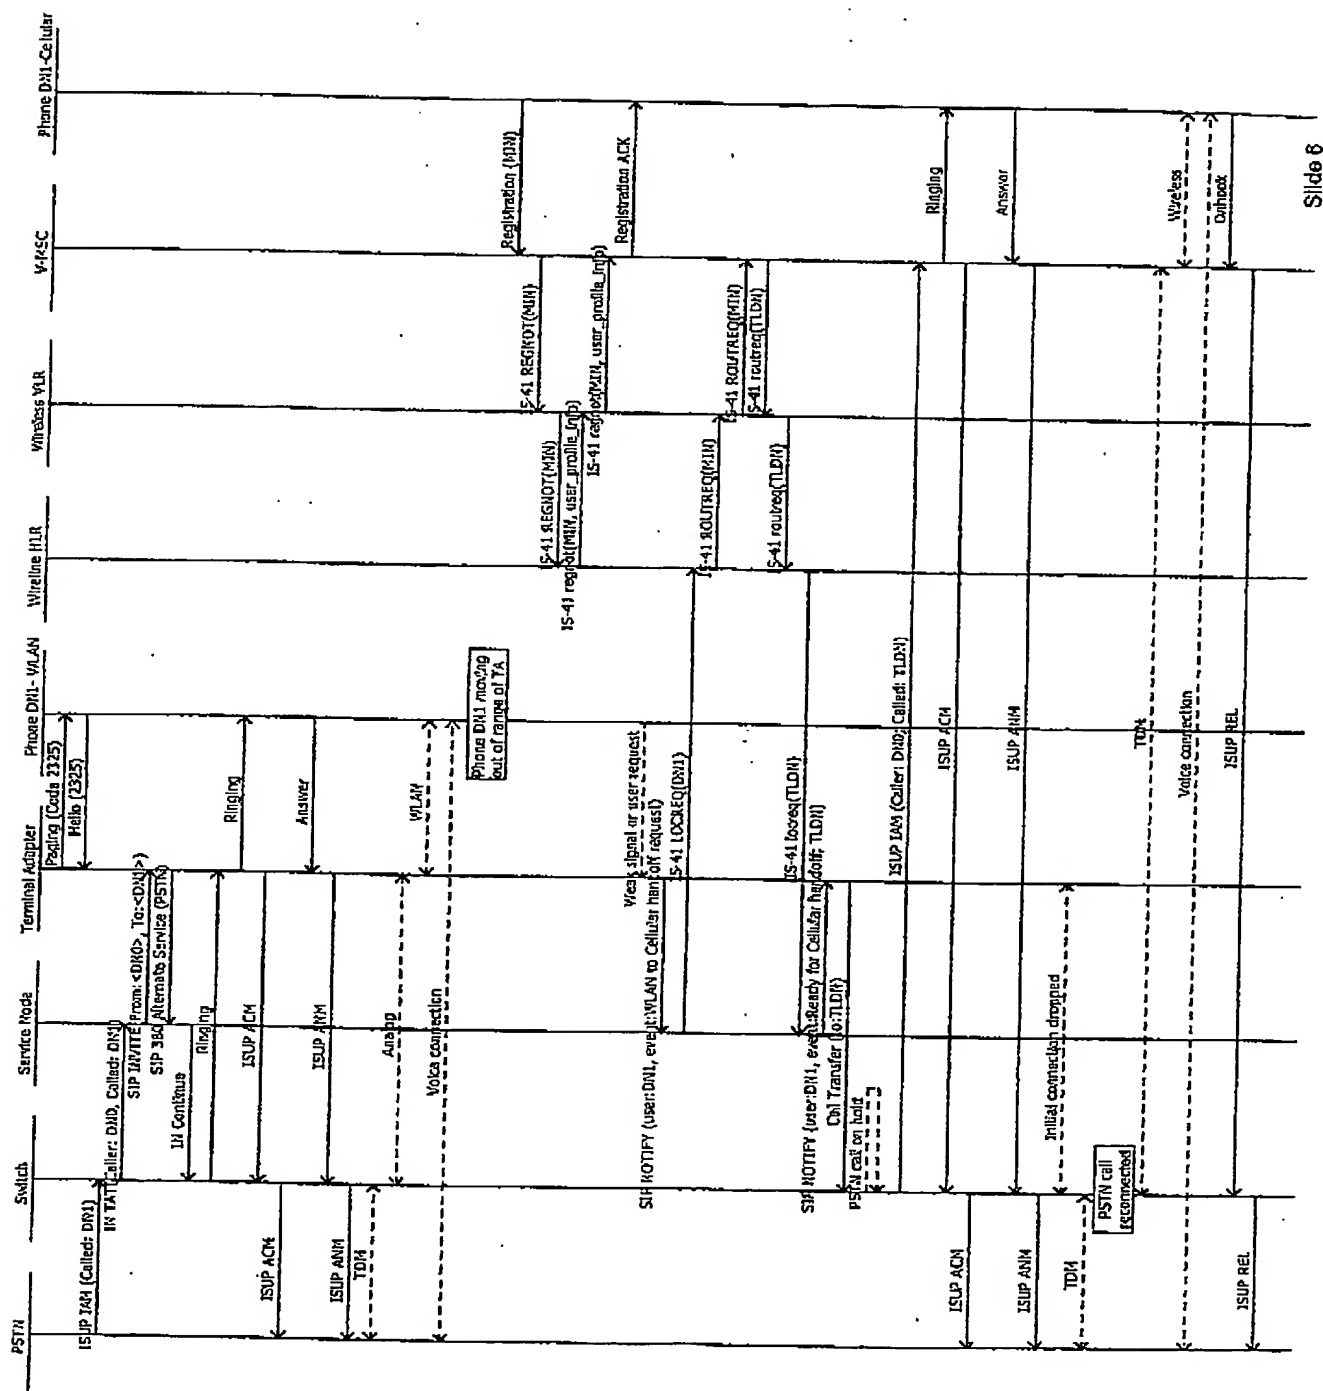 PSTN
Switch
Service Node
Terminal Adapter
Phone DN1- WLAN
Wireline HLR
Wireless VLR
V-MSC
Phone DN1-Cellular
Paging (Code 2325)
Hello (2325)
ISUP IAM (Called: DN1)
IN TAT (Caller: DN0, Called: DN1)
SIP INVITE (From: <DN0>, To:<DN1>)
SIP 380 Alternate Service (PSTN)
IN Continue
Ringing
Ringing
ISUP ACM
ISUP ACM
Answer
ISUP ANM
ISUP ANM
TDM
Analog
WLAN
Voice connection
Phone DN1 moving
out of range of TA
Registration (MIN)
IS-41 REGNOT(MIN)
IS-41 REGNOT(MIN)
IS-41 regnot(MIN, user_profile_info)
IS-41 regnot(MIN, user_profile_info)
Registration ACK
Weak signal or user request
SIP NOTIFY (user:DN1, event:WLAN to Cellular handoff request)
IS-41 LOCREQ(DN1)
IS-41 ROUTREQ(MIN)
IS-41 ROUTREQ(MIN)
IS-41 routreq(TLDN)
IS-41 routreq(TLDN)
IS-41 locreq(TLDN)
SIP NOTIFY (user:DN1, event:Ready for Cellular handoff; TLDN)
Call Transfer (to:TLDN)
PSTN call on hold
ISUP IAM (Caller: DN0; Called: TLDN)
Ringing
ISUP ACM
ISUP ACM
Answer
ISUP ANM
ISUP ANM
Initial connection dropped
TDM
PSTN call
reconnected
TDM
Wireless
Voice connection
Onhook
ISUP REL
ISUP REL
Slide 6